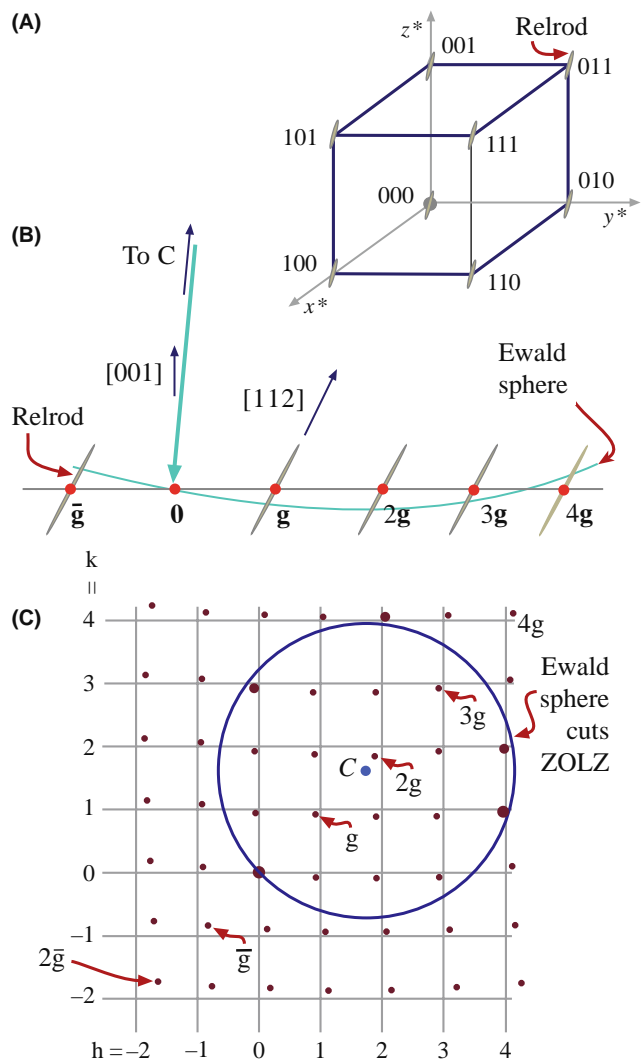 (A)
z*
001
Relrod
011
101
111
000
010
y*
100
110
x*
(B)
To C
[001]
[112]
Ewald
sphere
Relrod
g̅
0
g
2g
3g
4g
k
=
(C)
4
4g
3
3g
Ewald
sphere
cuts
ZOLZ
2
C
2g
1
g
0
−1
g̅
2g̅
−2
h = −2
−1
0
1
2
3
4